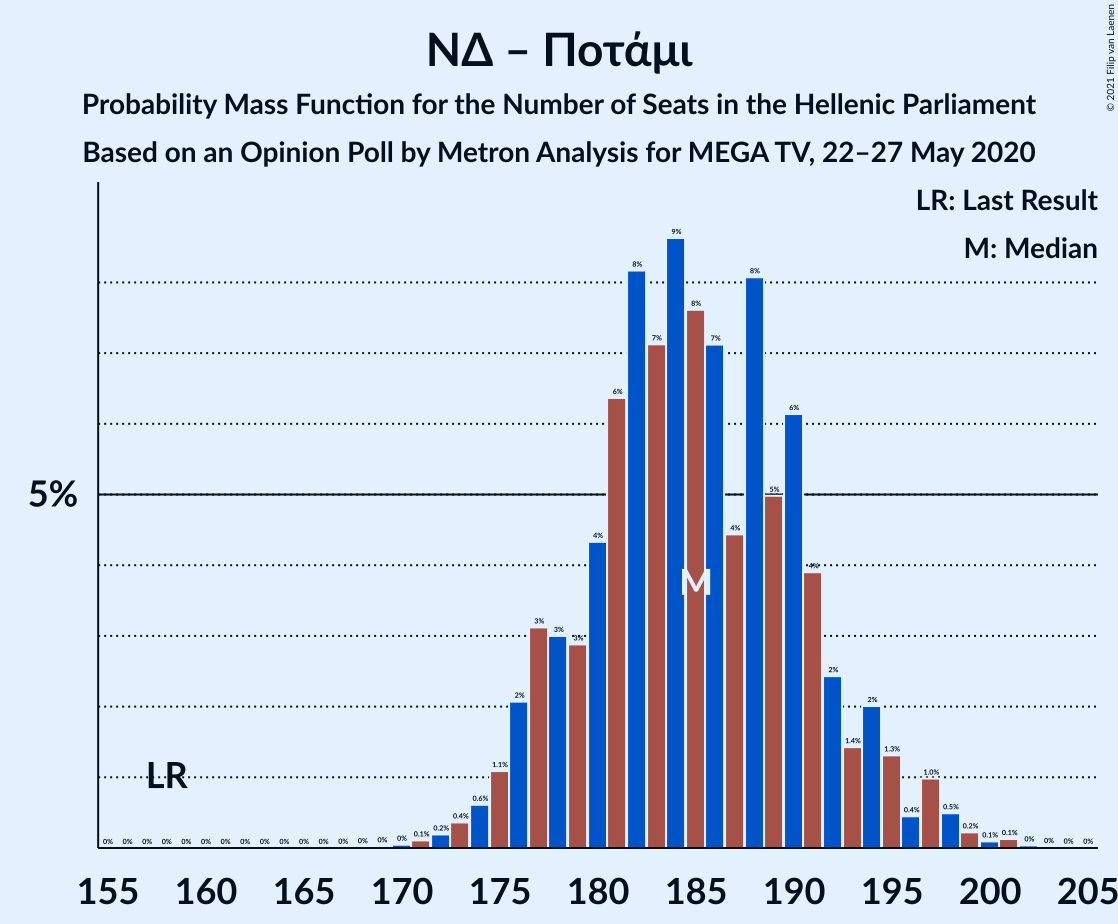 ΝΔ – Ποτάμι
Probability Mass Function for the Number of Seats in the Hellenic Parliament
Based on an Opinion Poll by Metron Analysis for MEGA TV, 22–27 May 2020
© 2021 Filip van Laenen
LR: Last Result
M: Median
5%
LR
M
0% 0% 0% 0% 0% 0% 0% 0% 0% 0% 0% 0% 0% 0% 0% 0% 0.1% 0.2% 0.4% 0.6% 1.1% 2% 3% 3% 3% 4% 6% 8% 7% 9% 8% 7% 4% 8% 5% 6% 4% 2% 1.4% 2% 1.3% 0.4% 1.0% 0.5% 0.2% 0.1% 0.1% 0% 0% 0% 0%
155 160 165 170 175 180 185 190 195 200 205